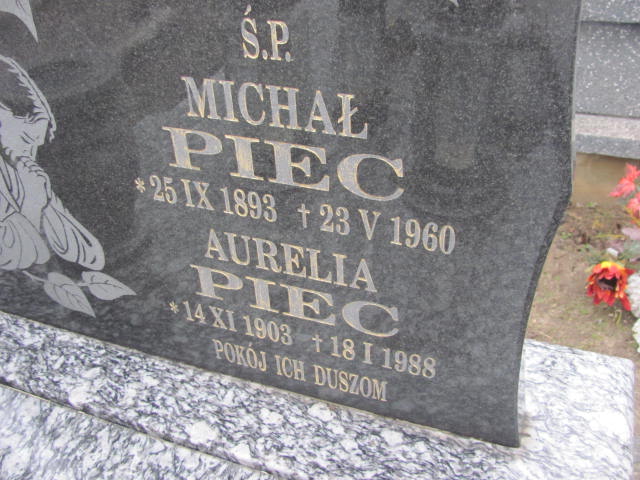 Ś.P.
MICHAŁ
PIEC
* 25 IX 1893 † 23 V 1960
AURELIA
PIEC
* 14 XI 1903 † 18 I 1988
POKÓJ ICH DUSZOM